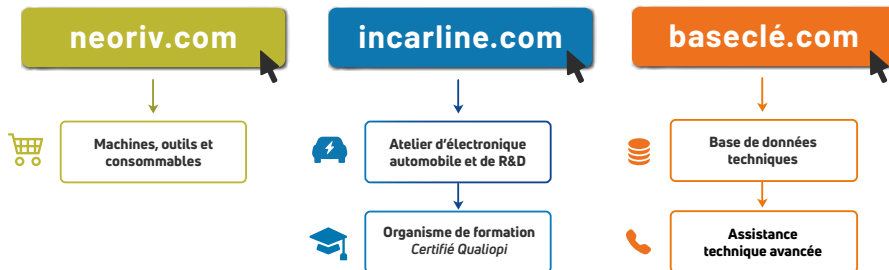 neoriv.com
incarline.com
baseclé.com
Machines, outils et
consommables
Atelier d'électronique
automobile et de R&D
Base de données
techniques
Organisme de formation
Certifié Qualiopi
Assistance
technique avancée